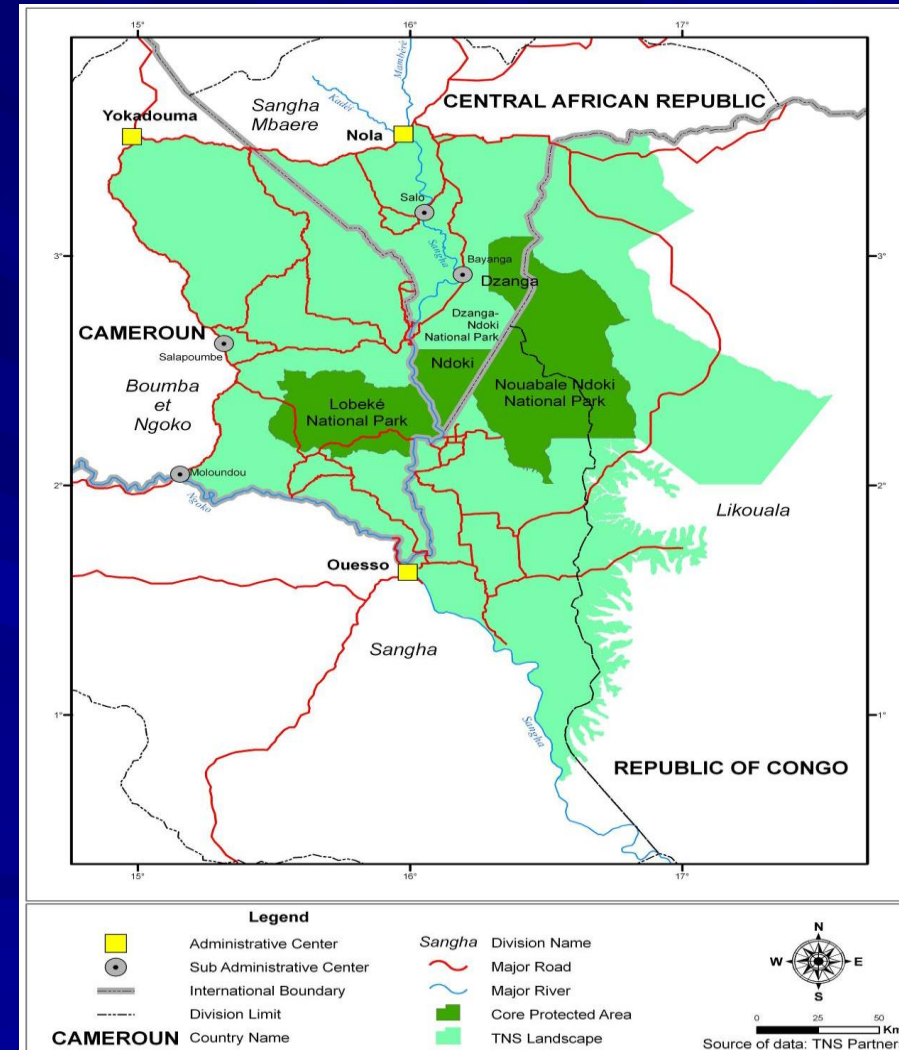 15°
16°
17°
Mambéré
Kadéï
CENTRAL AFRICAN REPUBLIC
Sangha
Mbaere
Yokadouma
Nola
Salo
Sangha
3°
3°
Bayanga
Dzanga
Dzanga-
Ndoki
National Park
CAMEROUN
Salapoumbe
Ndoki
Nouabale Ndoki
National Park
Boumba
et
Ngoko
Lobeké
National Park
Moloundou
2°
2°
Ngoko
Likouala
Ouesso
Sangha
1°
1°
Sangha
REPUBLIC OF CONGO
15°
16°
17°
Legend
Administrative Center
Sub Administrative Center
International Boundary
Division Limit
CAMEROUN Country Name
Sangha Division Name
Major Road
Major River
Core Protected Area
TNS Landscape
N
W E
S
0 25 50
Km
Source of data: TNS Partners